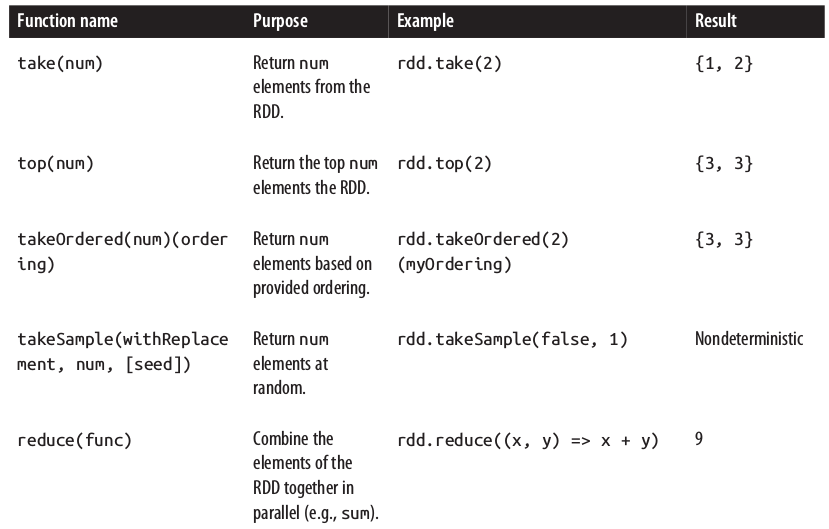 Function name Purpose Example Result
take(num) Return num rdd.take(2) {1, 2}
elements from the
RDD.
top(num) Return the top num rdd.top(2) {3, 3}
elements the RDD.
takeOrdered(num)(order Return num rdd.takeOrdered(2) {3, 3}
ing) elements based on (myOrdering)
provided ordering.
takeSample(withReplace Return num rdd.takeSample(false, 1) Nondeterministic
ment, num, [seed]) elements at
random.
reduce(func) Combine the rdd.reduce((x, y) => x + y) 9
elements of the
RDD together in
parallel (e.g., sum).